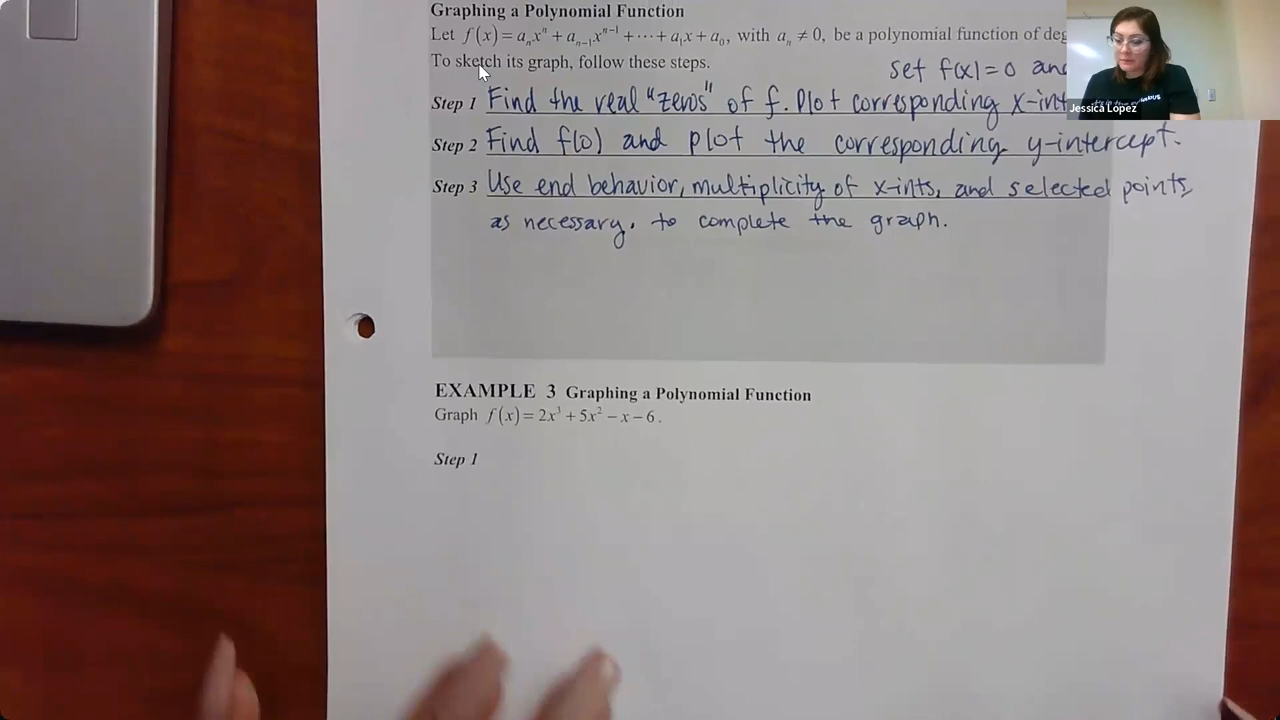 Graphing a Polynomial Function
Let f(x) = aₙxⁿ + aₙ₋₁xⁿ⁻¹ + ··· + a₁x + a₀, with aₙ ≠ 0, be a polynomial function of
To sketch its graph, follow these steps.
set f(x)=0
Step 1 Find the real "zeros" of f. Plot corresponding
Jessica Lopez
Step 2 Find f(0) and plot the corresponding y-intercept.
Step 3 Use end behavior, multiplicity of x-ints, and selected points
as necessary, to complete the graph.
EXAMPLE 3 Graphing a Polynomial Function
Graph f(x) = 2x³ + 5x² − x − 6.
Step 1